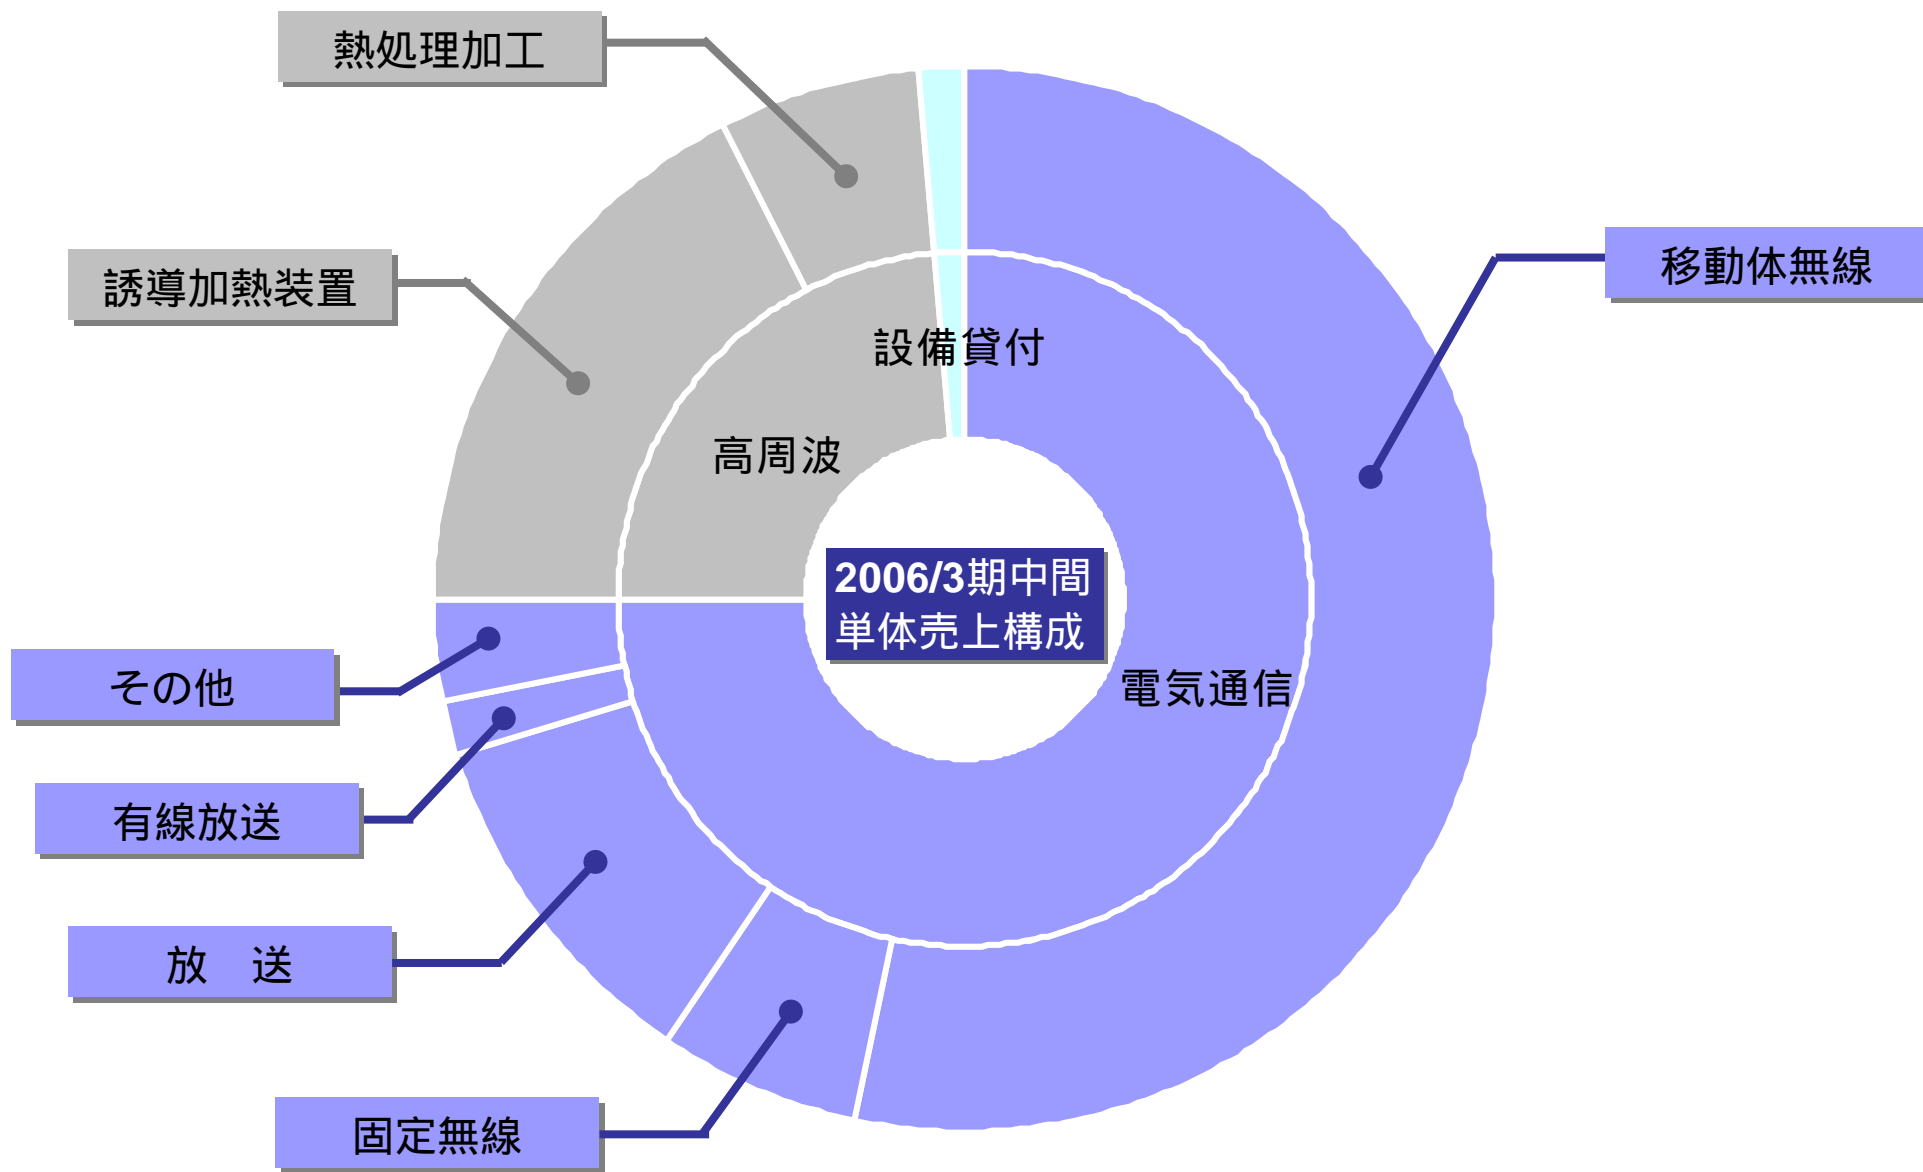 熱処理加工
移動体無線
誘導加熱装置
設備貸付
高周波
2006/3期中間
単体売上構成
電気通信
その他
有線放送
放　送
固定無線